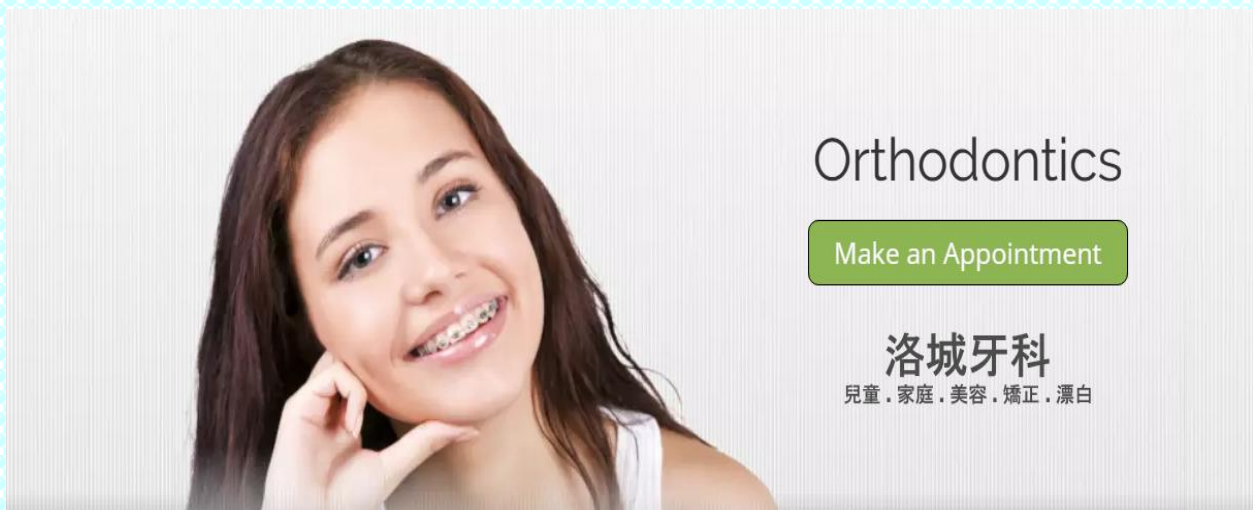 Orthodontics
Make an Appointment
洛城牙科
兒童 . 家庭 . 美容 . 矯正 . 漂白